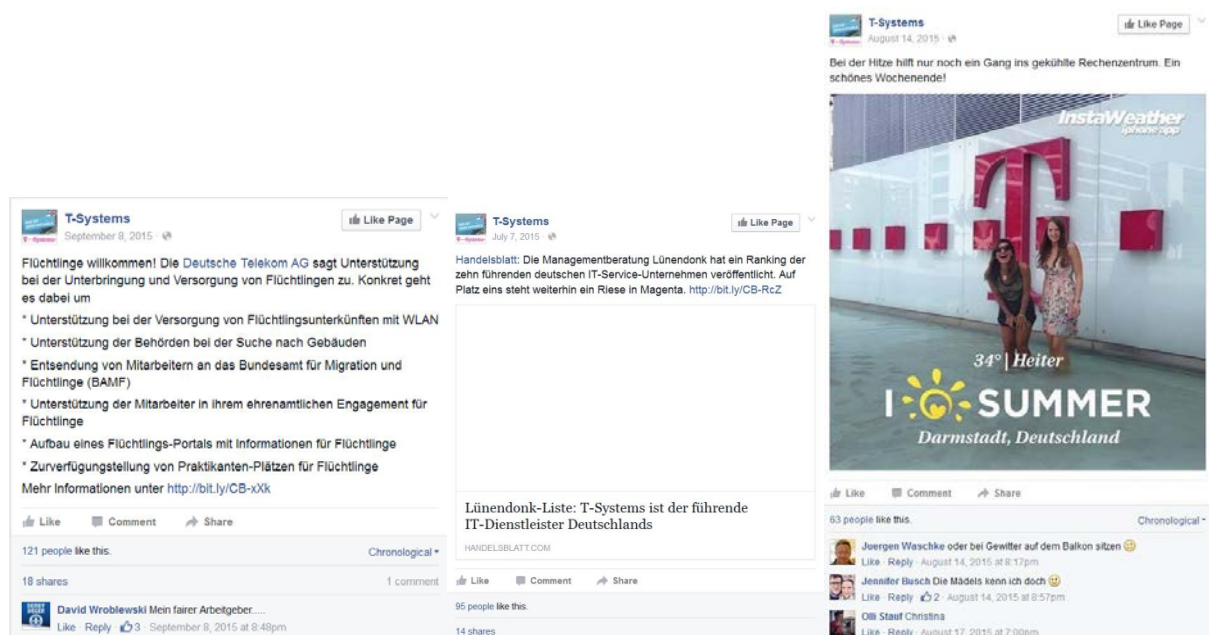 T-Systems
September 8, 2015
Like Page
Flüchtlinge willkommen! Die Deutsche Telekom AG sagt Unterstützung
bei der Unterbringung und Versorgung von Flüchtlingen zu. Konkret geht
es dabei um
* Unterstützung bei der Versorgung von Flüchtlingsunterkünften mit WLAN
* Unterstützung der Behörden bei der Suche nach Gebäuden
* Entsendung von Mitarbeitern an das Bundesamt für Migration und
Flüchtlinge (BAMF)
* Unterstützung der Mitarbeiter in ihrem ehrenamtlichen Engagement für
Flüchtlinge
* Aufbau eines Flüchtlings-Portals mit Informationen für Flüchtlinge
* Zurverfügungstellung von Praktikanten-Plätzen für Flüchtlinge
Mehr Informationen unter http://bit.ly/CB-xXk
Like Comment Share
121 people like this. Chronological
18 shares 1 comment
David Wroblewski Mein fairer Arbeitgeber.....
Like · Reply · 3 · September 8, 2015 at 8:48pm
T-Systems
July 7, 2015
Like Page
Handelsblatt: Die Managementberatung Lünendonk hat ein Ranking der
zehn führenden deutschen IT-Service-Unternehmen veröffentlicht. Auf
Platz eins steht weiterhin ein Riese in Magenta. http://bit.ly/CB-RcZ
Lünendonk-Liste: T-Systems ist der führende
IT-Dienstleister Deutschlands
HANDELSBLATT.COM
Like Comment Share
95 people like this.
14 shares
T-Systems
August 14, 2015
Like Page
Bei der Hitze hilft nur noch ein Gang ins gekühlte Rechenzentrum. Ein
schönes Wochenende!
InstaWeather
iphone app
T
34° | Heiter
I SUMMER
Darmstadt, Deutschland
Like Comment Share
63 people like this. Chronological
Juergen Waschke oder bei Gewitter auf dem Balkon sitzen
Like · Reply · August 14, 2015 at 8:17pm
Jennifer Busch Die Mädels kenn ich doch
Like · Reply · 2 · August 14, 2015 at 8:57pm
Olli Stauf Christina
Like · Reply · August 17, 2015 at 7:00pm